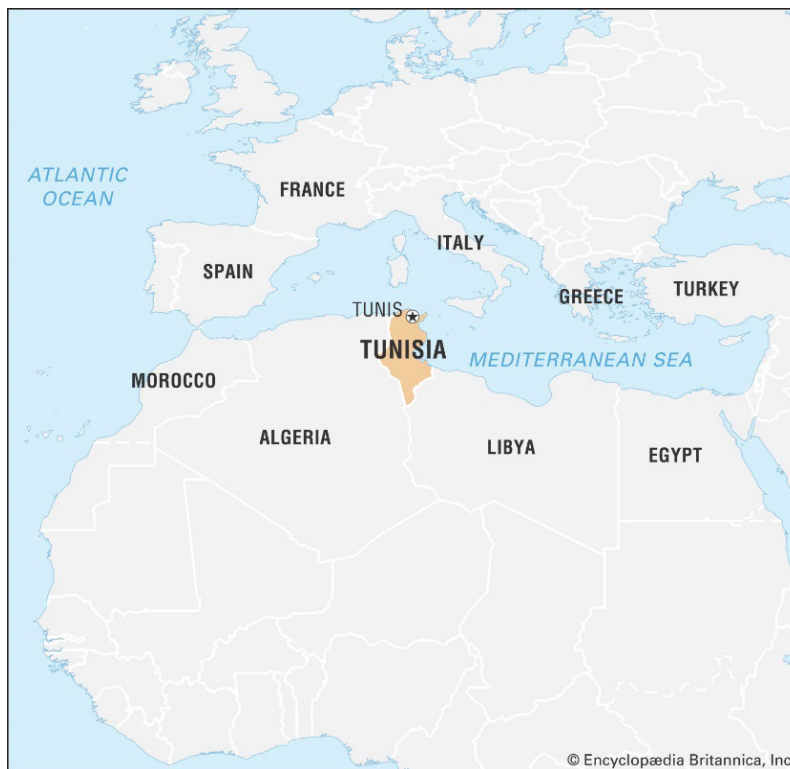 ATLANTIC
OCEAN
FRANCE
ITALY
SPAIN
GREECE
TURKEY
TUNIS
TUNISIA
MEDITERRANEAN SEA
MOROCCO
ALGERIA
LIBYA
EGYPT
© Encyclopædia Britannica, Inc